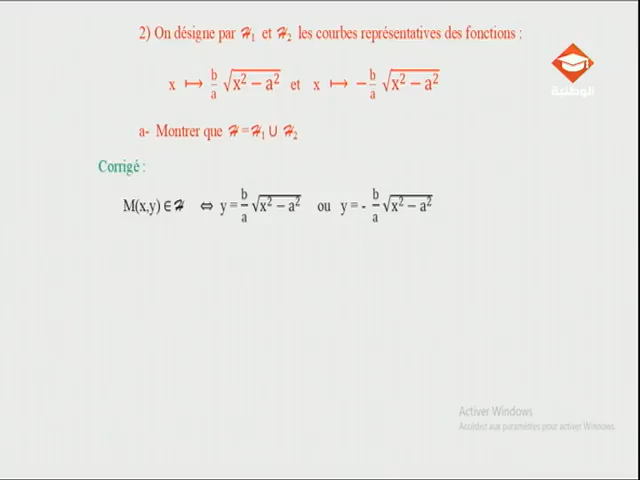 2) On désigne par ℋ₁ et ℋ₂ les courbes représentatives des fonctions :
x ↦ b/a √(x² − a²) et x ↦ − b/a √(x² − a²)
a- Montrer que ℋ = ℋ₁ ∪ ℋ₂
الوطنية
Corrigé :
M(x,y) ∈ ℋ ⇔ y = b/a √(x² − a²) ou y = - b/a √(x² − a²)
Activer Windows
Accédez aux paramètres pour activer Windows.